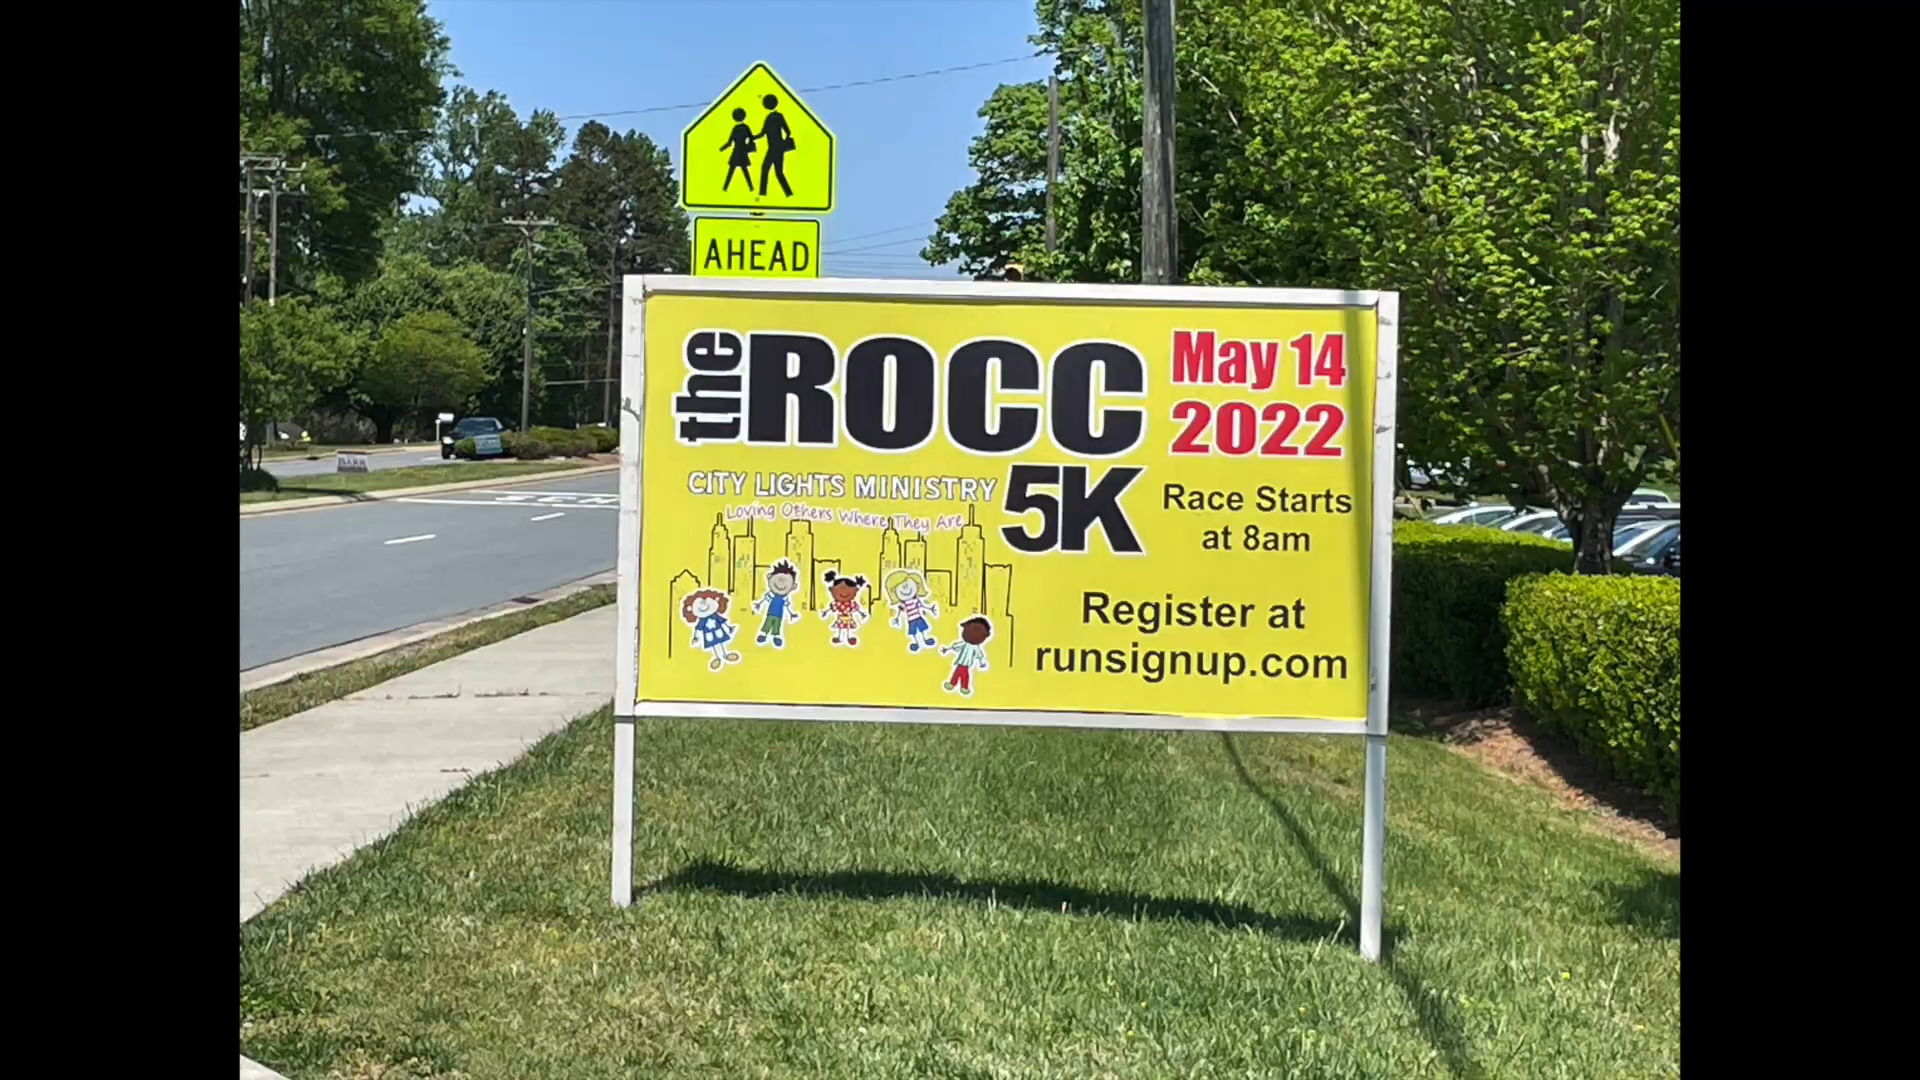 AHEAD
the ROCC
5K
May 14
2022
CITY LIGHTS MINISTRY
Loving Others Where They Are
Race Starts
at 8am
Register at
runsignup.com